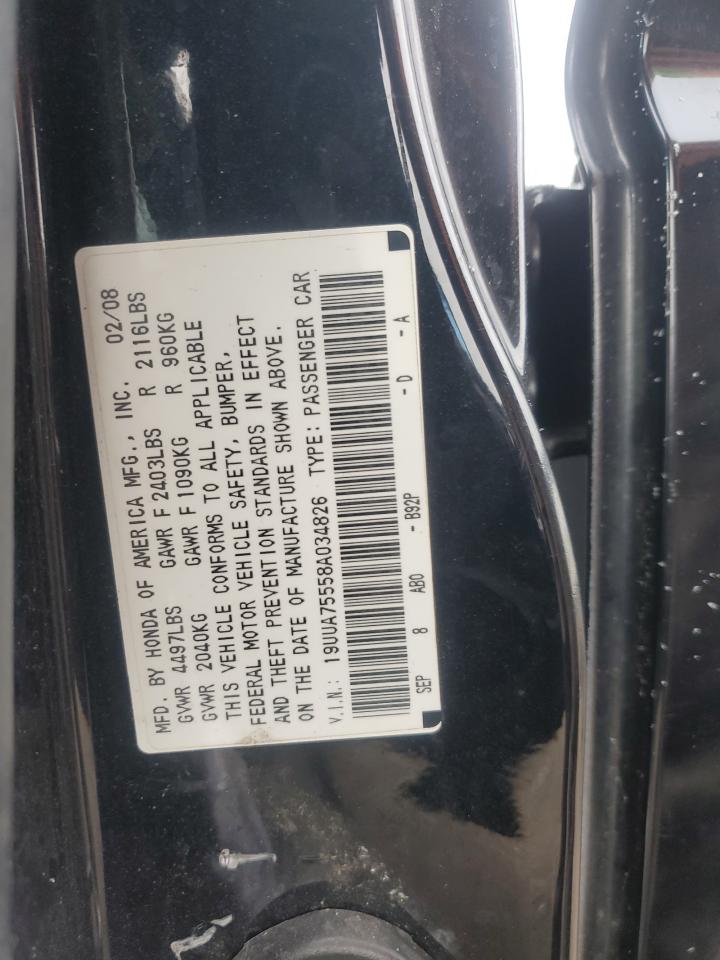 MFD. BY HONDA OF AMERICA MFG., INC. 02/08
GVWR 4497LBS GAWR F 2403LBS R 2116LBS
GVWR 2040KG GAWR F 1090KG R 960KG
THIS VEHICLE CONFORMS TO ALL APPLICABLE
FEDERAL MOTOR VEHICLE SAFETY, BUMPER,
AND THEFT PREVENTION STANDARDS IN EFFECT
ON THE DATE OF MANUFACTURE SHOWN ABOVE.
V.I.N.: 19UUA75558A034826 TYPE: PASSENGER CAR
SEP 8 AB0 - B92P - D - A